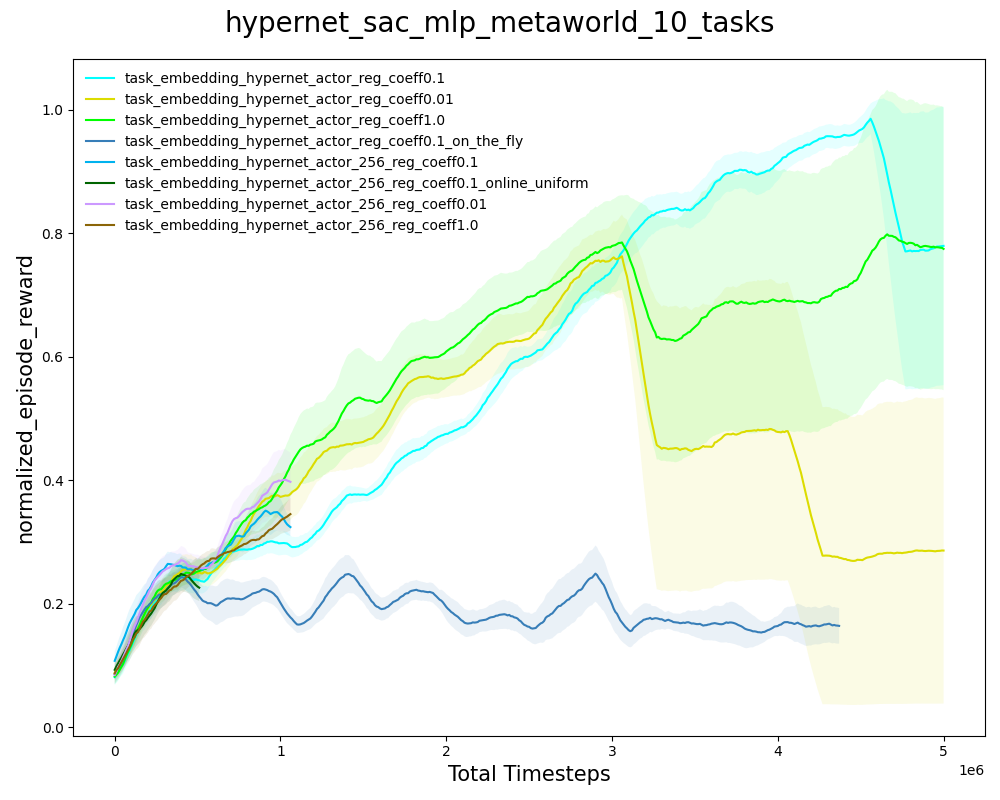 hypernet_sac_mlp_metaworld_10_tasks
task_embedding_hypernet_actor_reg_coeff0.1
task_embedding_hypernet_actor_reg_coeff0.01
task_embedding_hypernet_actor_reg_coeff1.0
task_embedding_hypernet_actor_reg_coeff0.1_on_the_fly
task_embedding_hypernet_actor_256_reg_coeff0.1
task_embedding_hypernet_actor_256_reg_coeff0.1_online_uniform
task_embedding_hypernet_actor_256_reg_coeff0.01
task_embedding_hypernet_actor_256_reg_coeff1.0
normalized_episode_reward
1.0
0.8
0.6
0.4
0.2
0.0
0 1 2 3 4 5
1e6
Total Timesteps